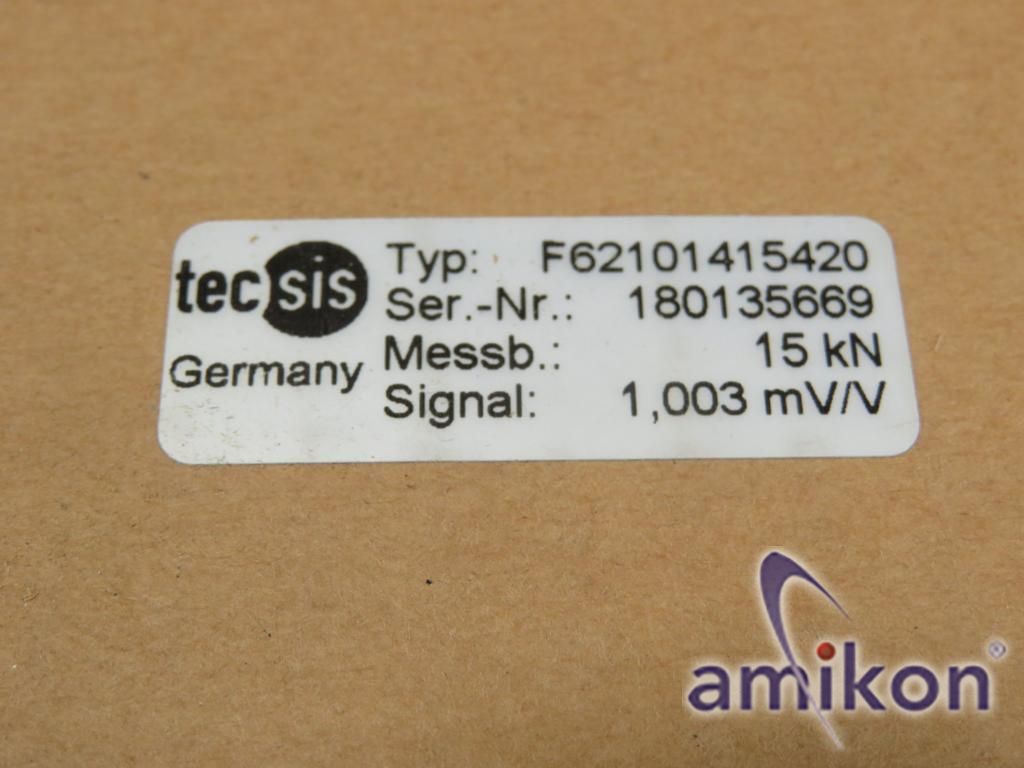 tecsis
Germany
Typ: F62101415420
Ser.-Nr.: 180135669
Messb.: 15 kN
Signal: 1,003 mV/V
amikon®